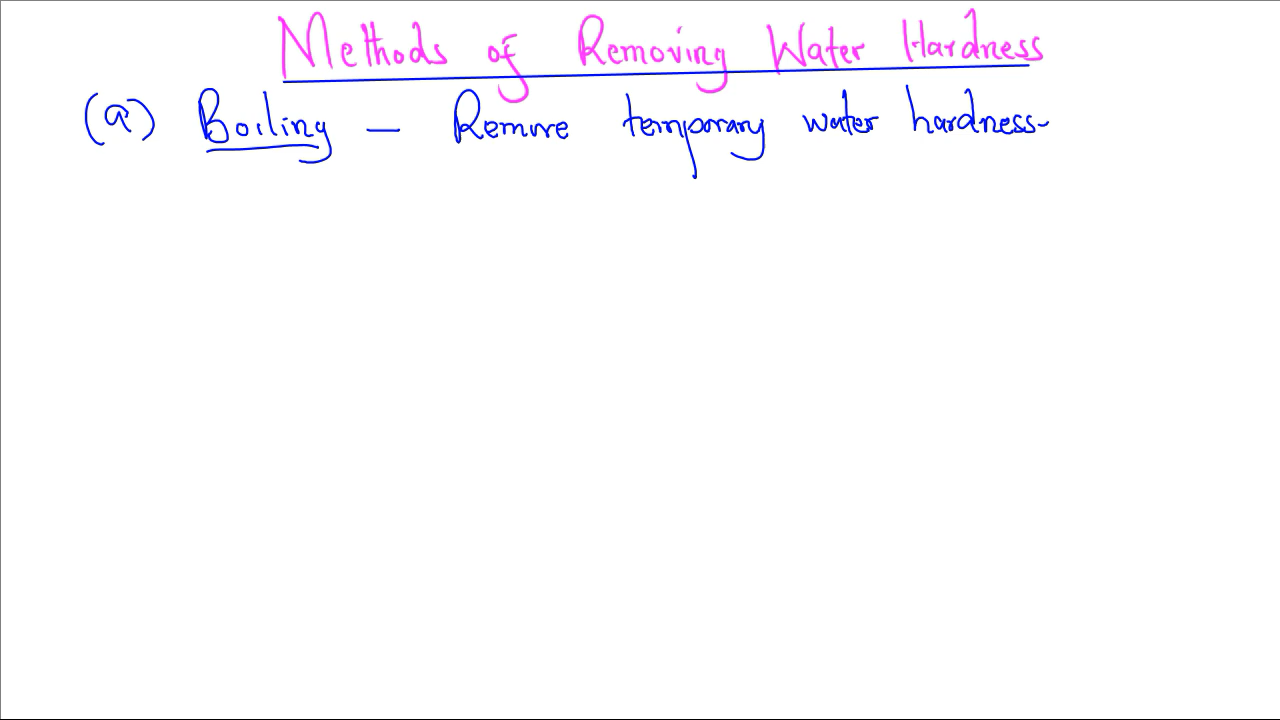 Methods of Removing Water Hardness
(a) Boiling — Remove temporary water hardness-